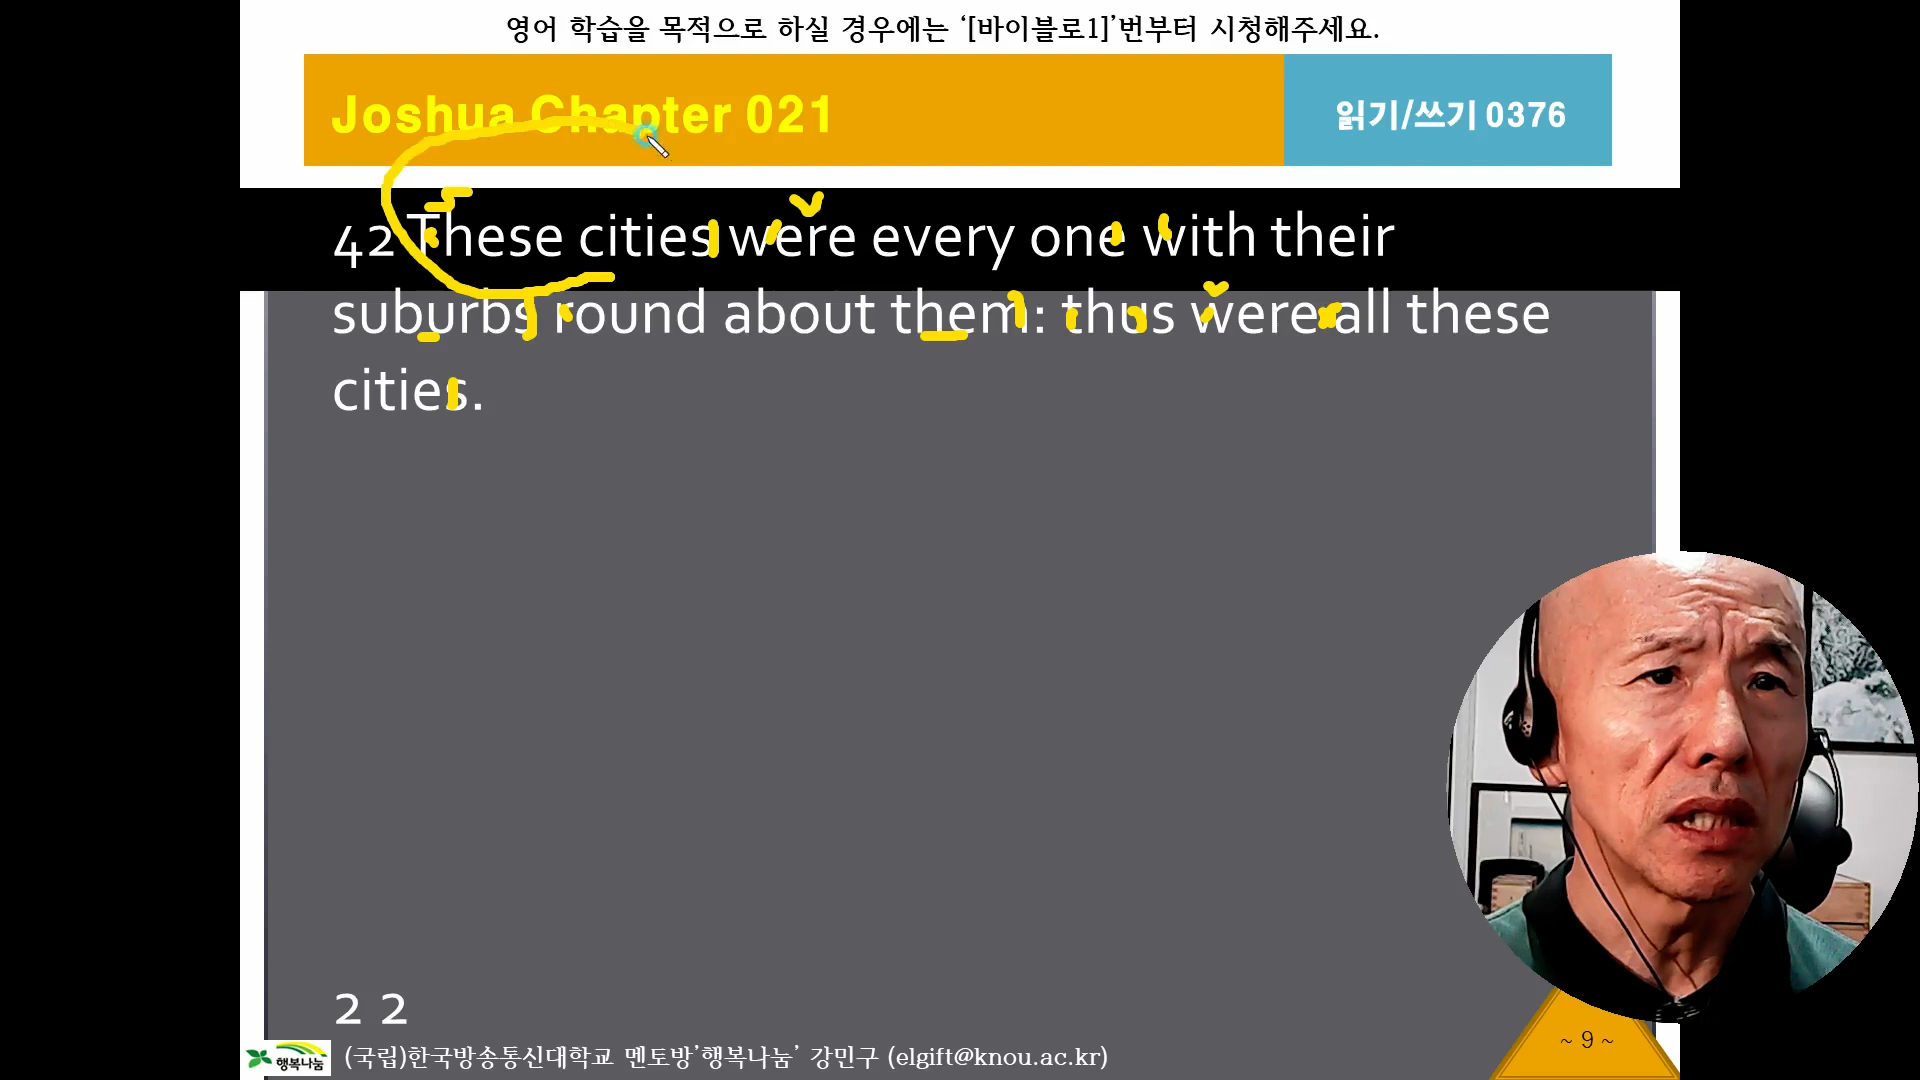 영어 학습을 목적으로 하실 경우에는 ‘[바이블로1]’번부터 시청해주세요.
Joshua Chapter 021
읽기/쓰기 0376
42 These cities were every one with their
suburbs round about them: thus were all these
cities.
2 2
행복나눔
(국립)한국방송통신대학교 멘토방’행복나눔’ 강민구 (elgift@knou.ac.kr)
~ 9 ~